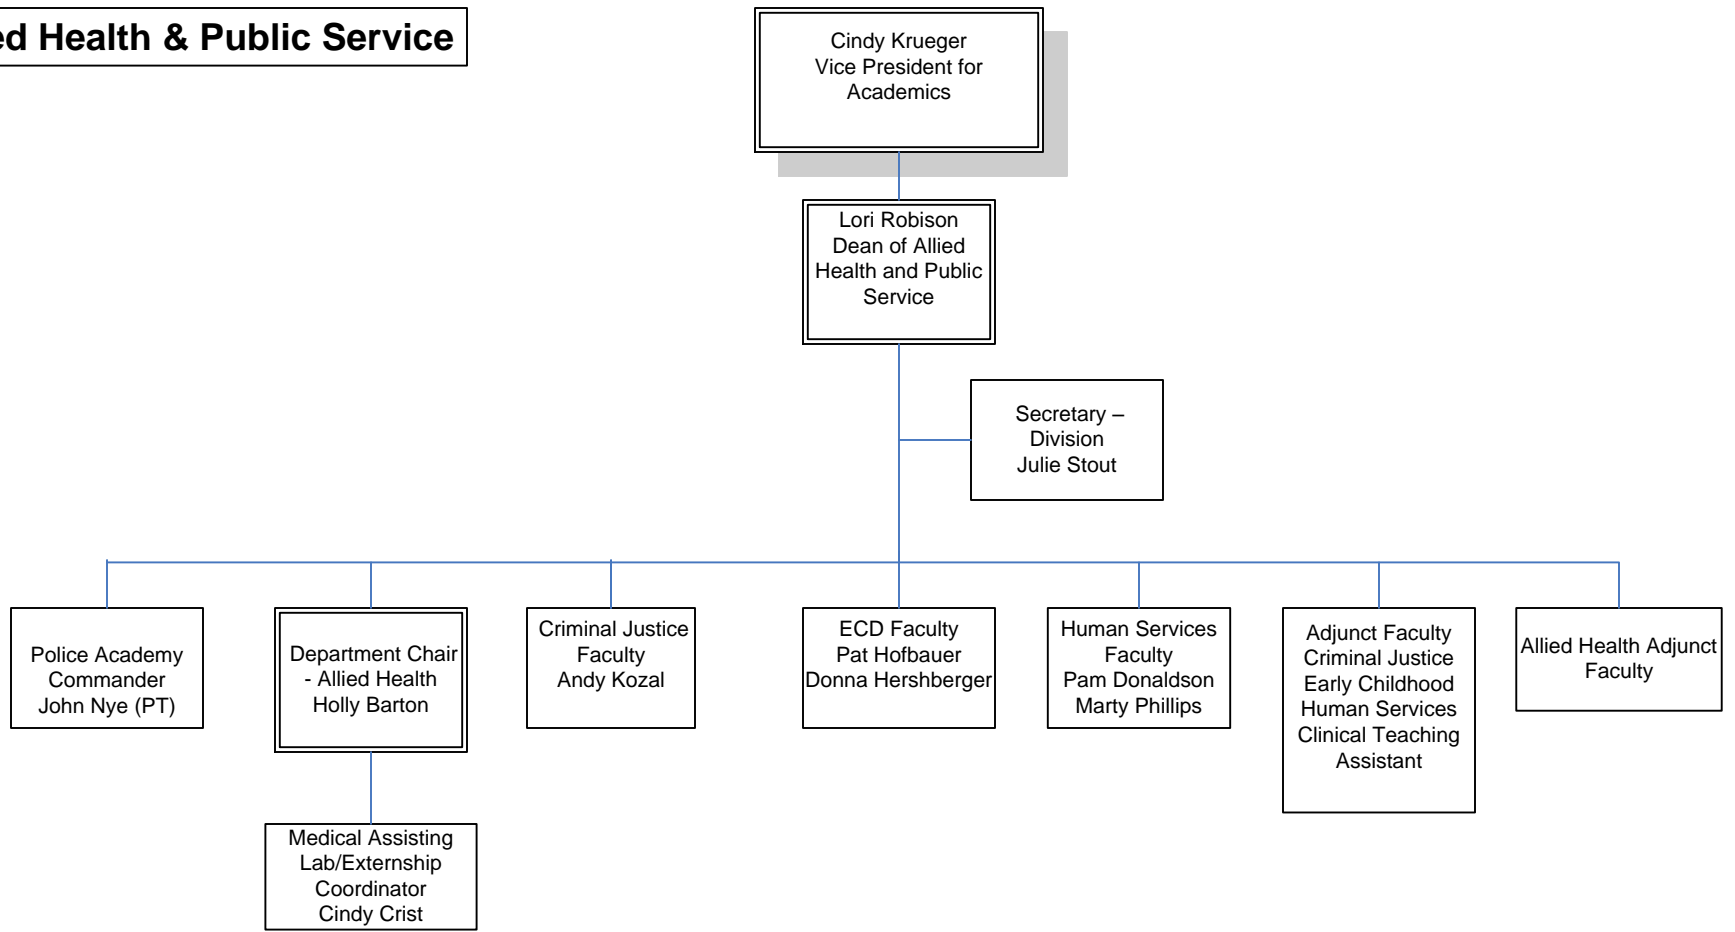 ed Health & Public Service
Cindy Krueger
Vice President for
Academics
Lori Robison
Dean of Allied
Health and Public
Service
Secretary –
Division
Julie Stout
Police Academy
Commander
John Nye (PT)
Department Chair
- Allied Health
Holly Barton
Criminal Justice
Faculty
Andy Kozal
ECD Faculty
Pat Hofbauer
Donna Hershberger
Human Services
Faculty
Pam Donaldson
Marty Phillips
Adjunct Faculty
Criminal Justice
Early Childhood
Human Services
Clinical Teaching
Assistant
Allied Health Adjunct
Faculty
Medical Assisting
Lab/Externship
Coordinator
Cindy Crist